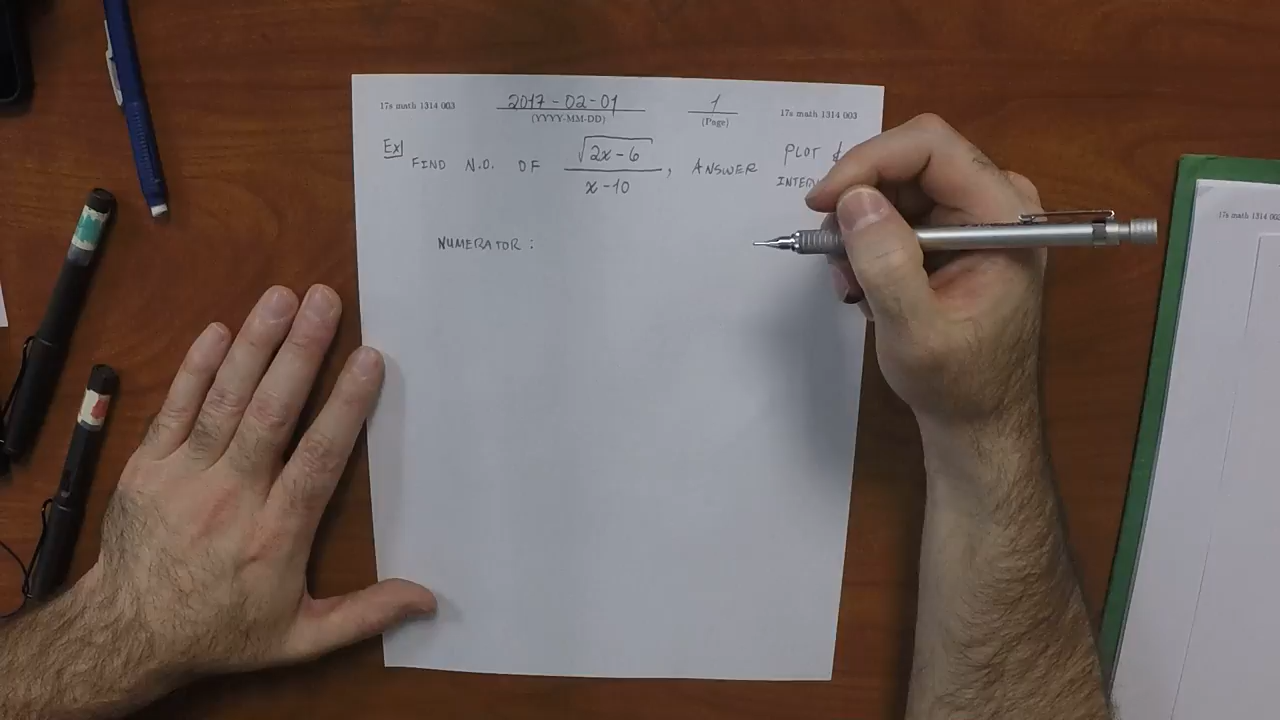 17s math 1314 003 2017-02-01 1 17s math 1314 003
(YYYY-MM-DD) (Page)
Ex FIND N.D. OF √(2x-6) / (x-10), ANSWER PLOT &
NUMERATOR:
17s math 1314 003